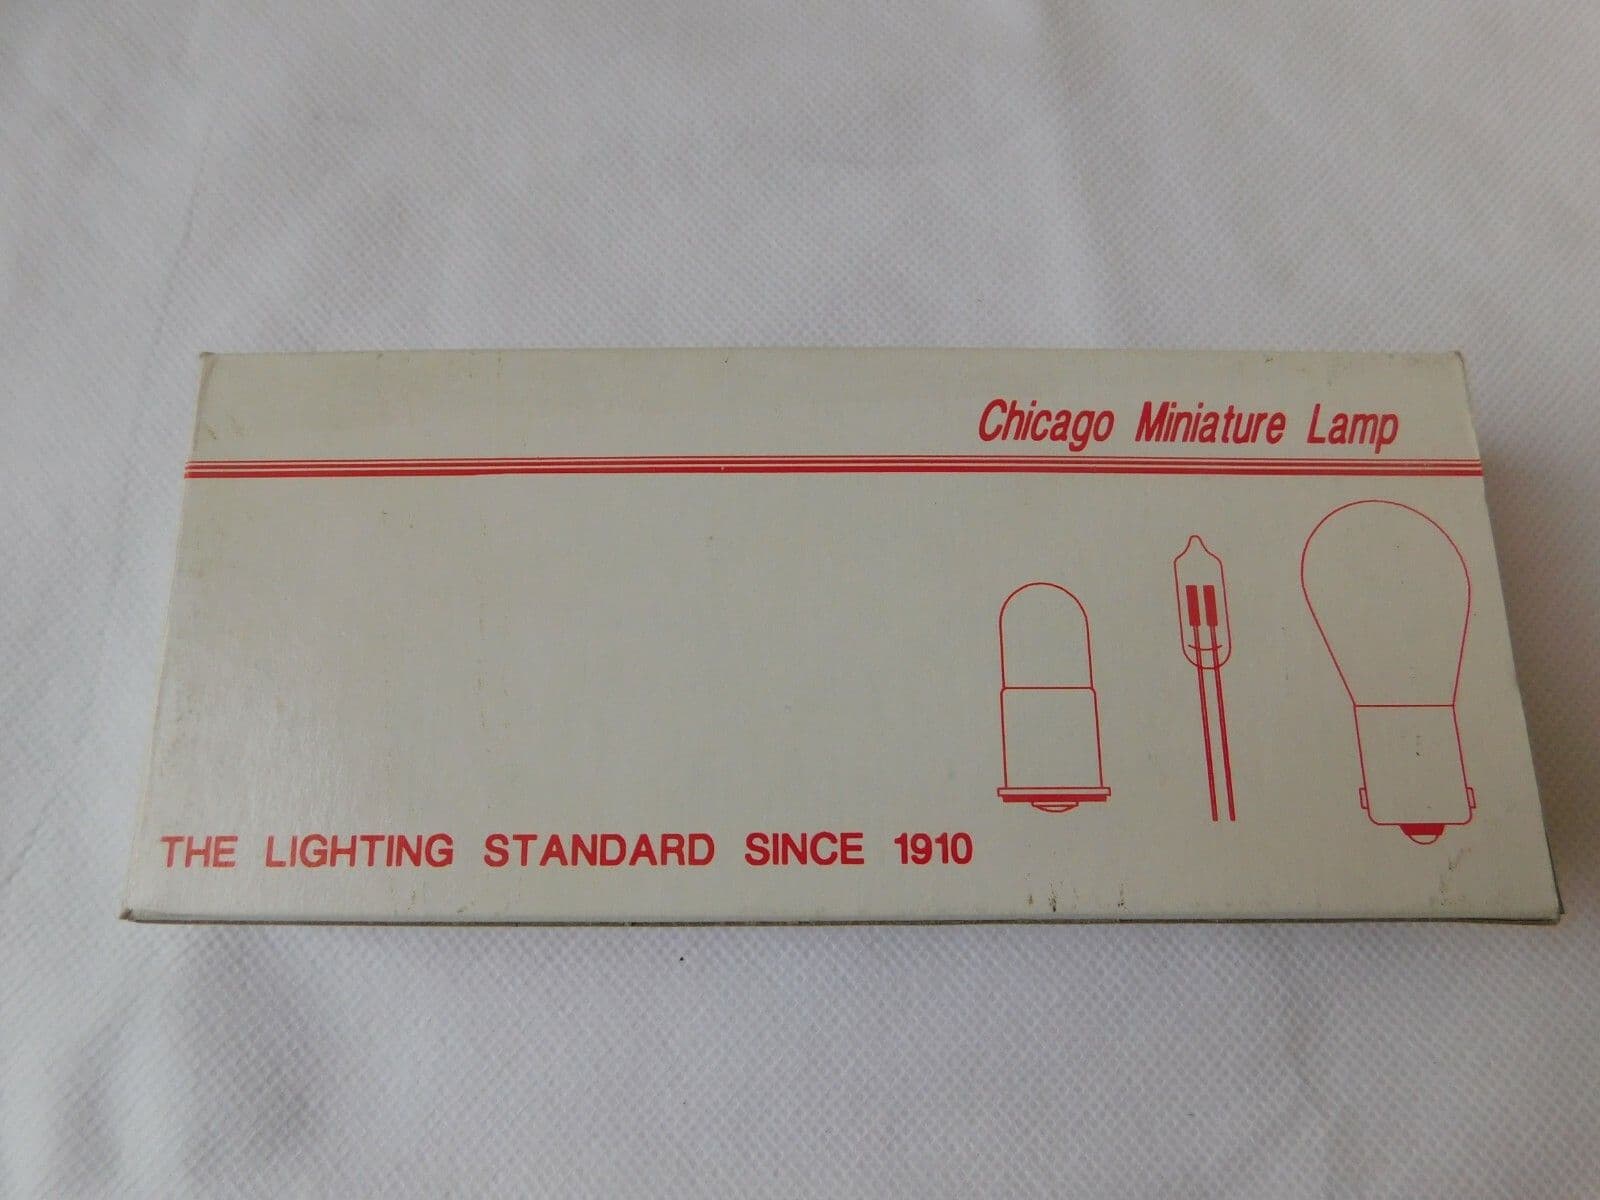 Chicago Miniature Lamp
THE LIGHTING STANDARD SINCE 1910